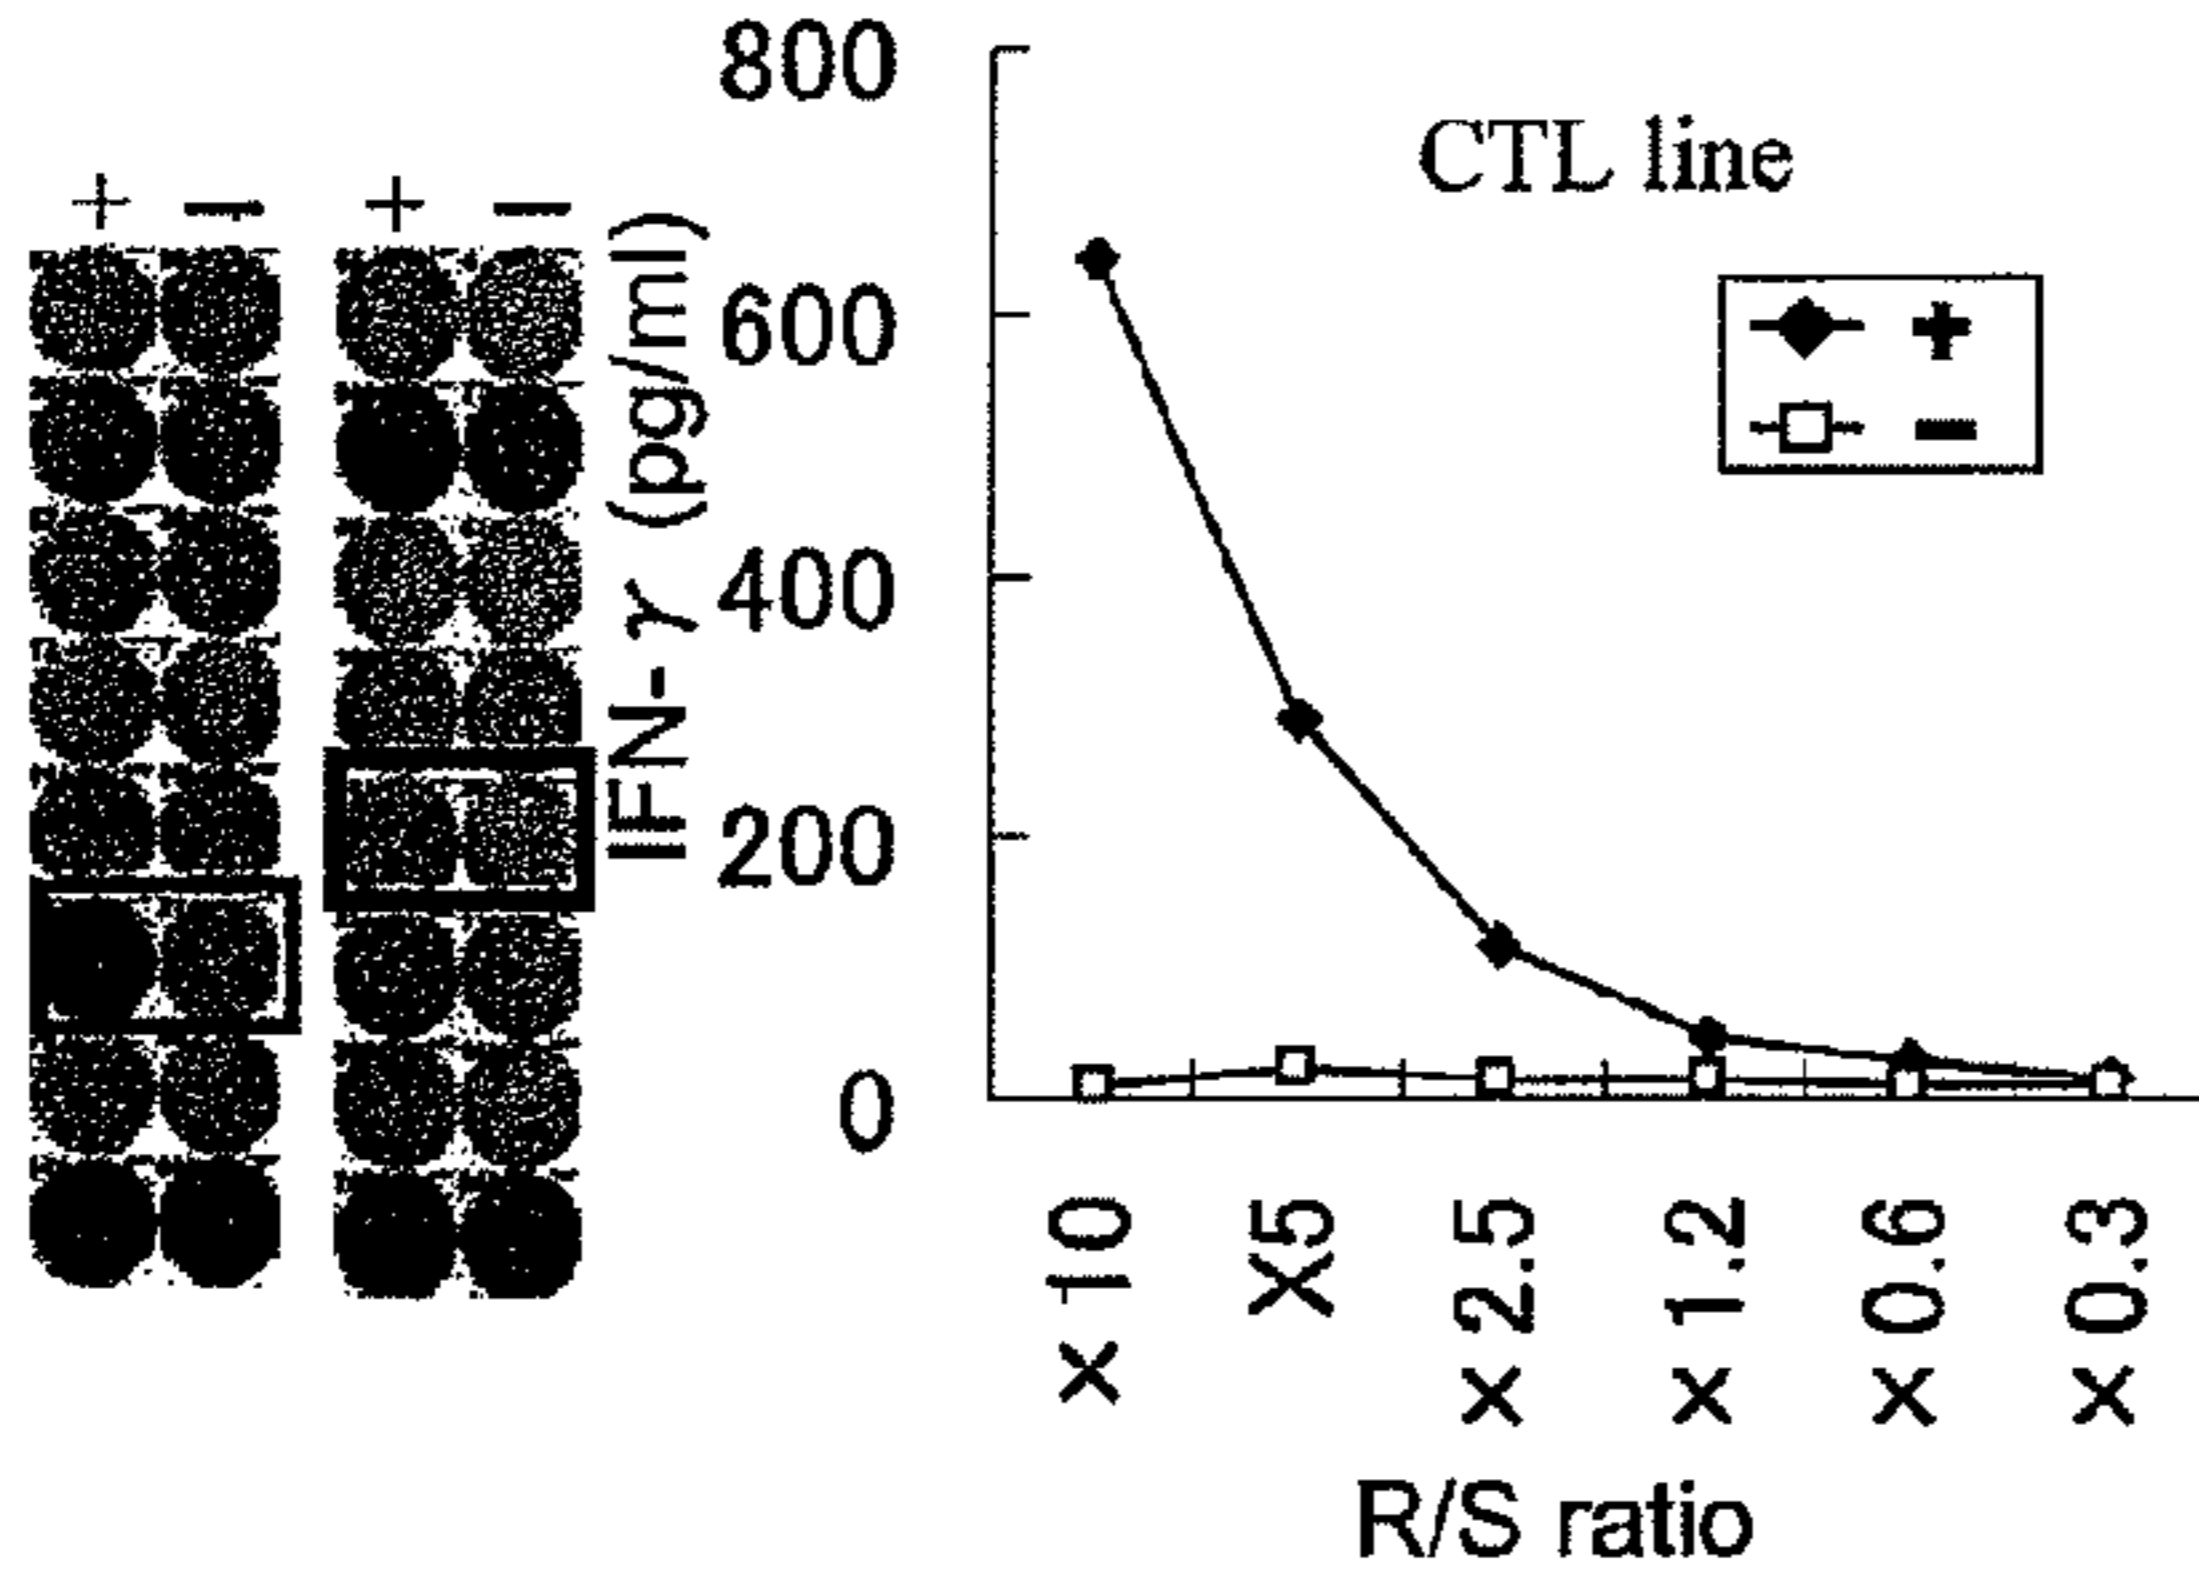 + − + −
IFN-γ (pg/ml)
800
600
400
200
0
CTL line
+
−
×10 X5 ×2.5 ×1.2 ×0.6 ×0.3
R/S ratio